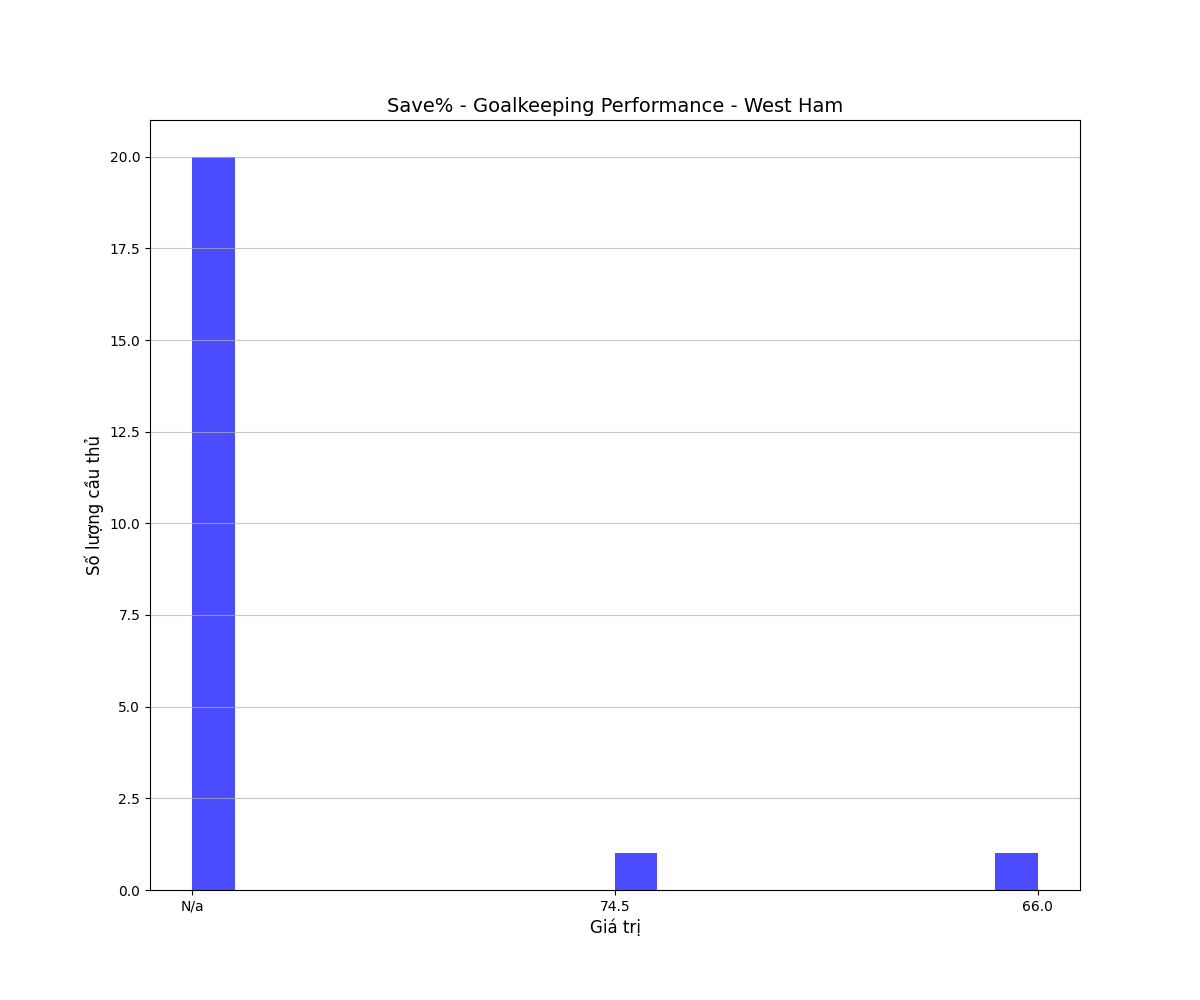 Save% - Goalkeeping Performance - West Ham
Số lượng cầu thủ
20.0
17.5
15.0
12.5
10.0
7.5
5.0
2.5
0.0
N/a
74.5
66.0
Giá trị